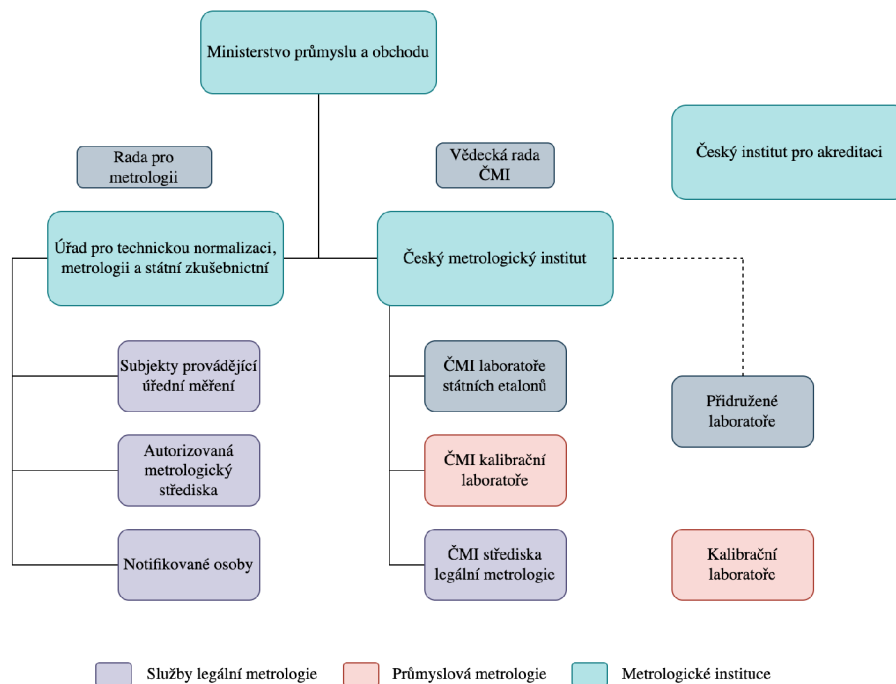 Ministerstvo průmyslu a obchodu
Rada pro
metrologii
Vědecká rada
ČMI
Český institut pro akreditaci
Úřad pro technickou normalizaci,
metrologii a státní zkušebnictní
Český metrologický institut
Subjekty provádějící
úřední měření
ČMI laboratoře
státních etalonů
Přidružené
laboratoře
Autorizovaná
metrologický
střediska
ČMI kalibrační
laboratoře
Notifikované osoby
ČMI střediska
legální metrologie
Kalibrační
laboratoře
Služby legální metrologie
Průmyslová metrologie
Metrologické instituce